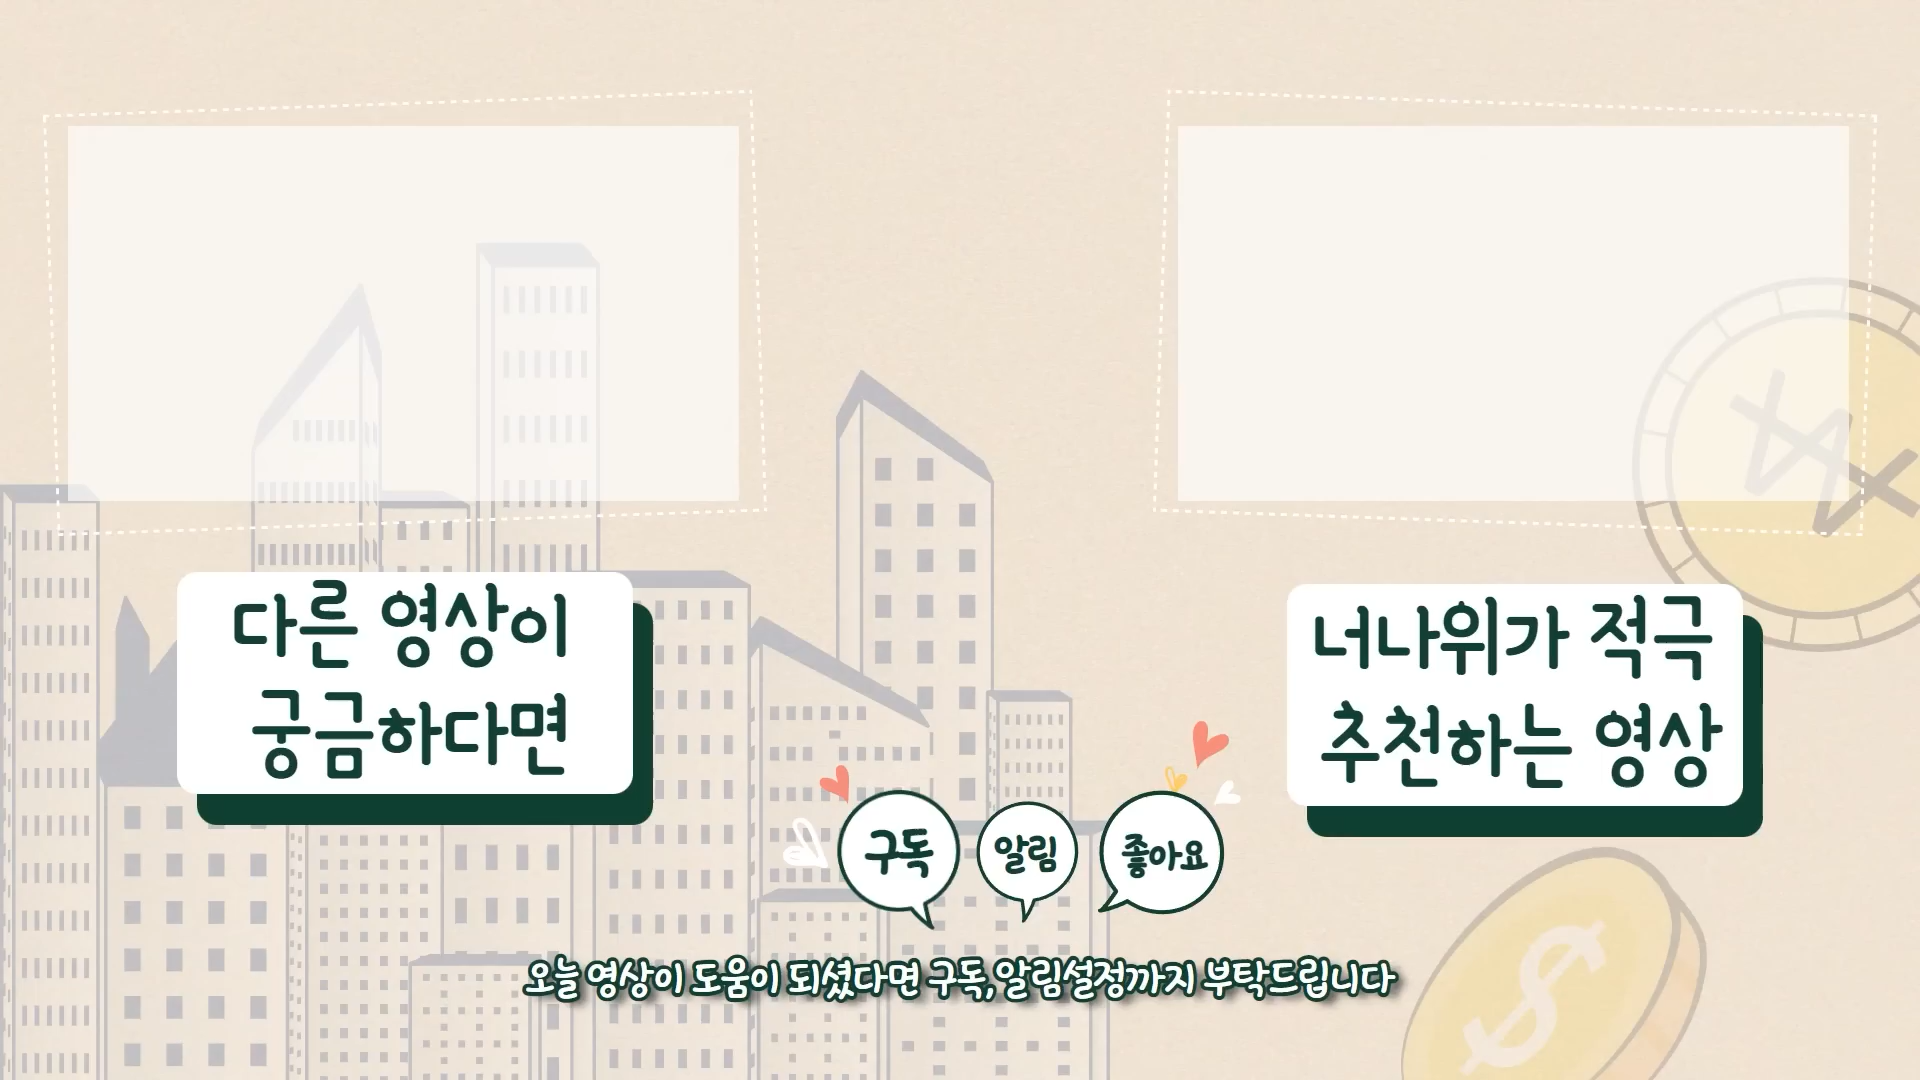 다른 영상이
궁금하다면
너나위가 적극
추천하는 영상
구독
알림
좋아요
오늘 영상이 도움이 되셨다면 구독,알림설정까지 부탁드립니다